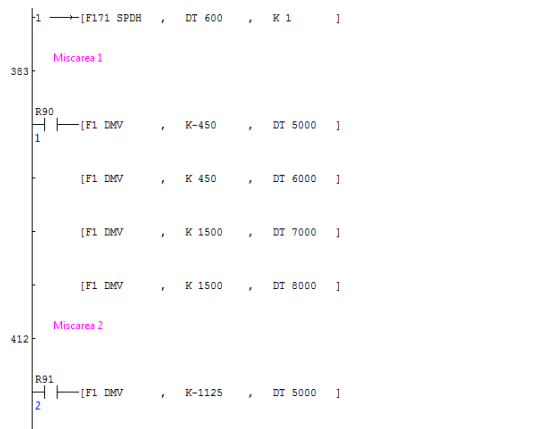 1 [F171 SPDH , DT 600 , K 1 ]
Miscarea 1
383
R90
[F1 DMV , K-450 , DT 5000 ]
1
[F1 DMV , K 450 , DT 6000 ]
[F1 DMV , K 1500 , DT 7000 ]
[F1 DMV , K 1500 , DT 8000 ]
Miscarea 2
412
R91
[F1 DMV , K-1125 , DT 5000 ]
2